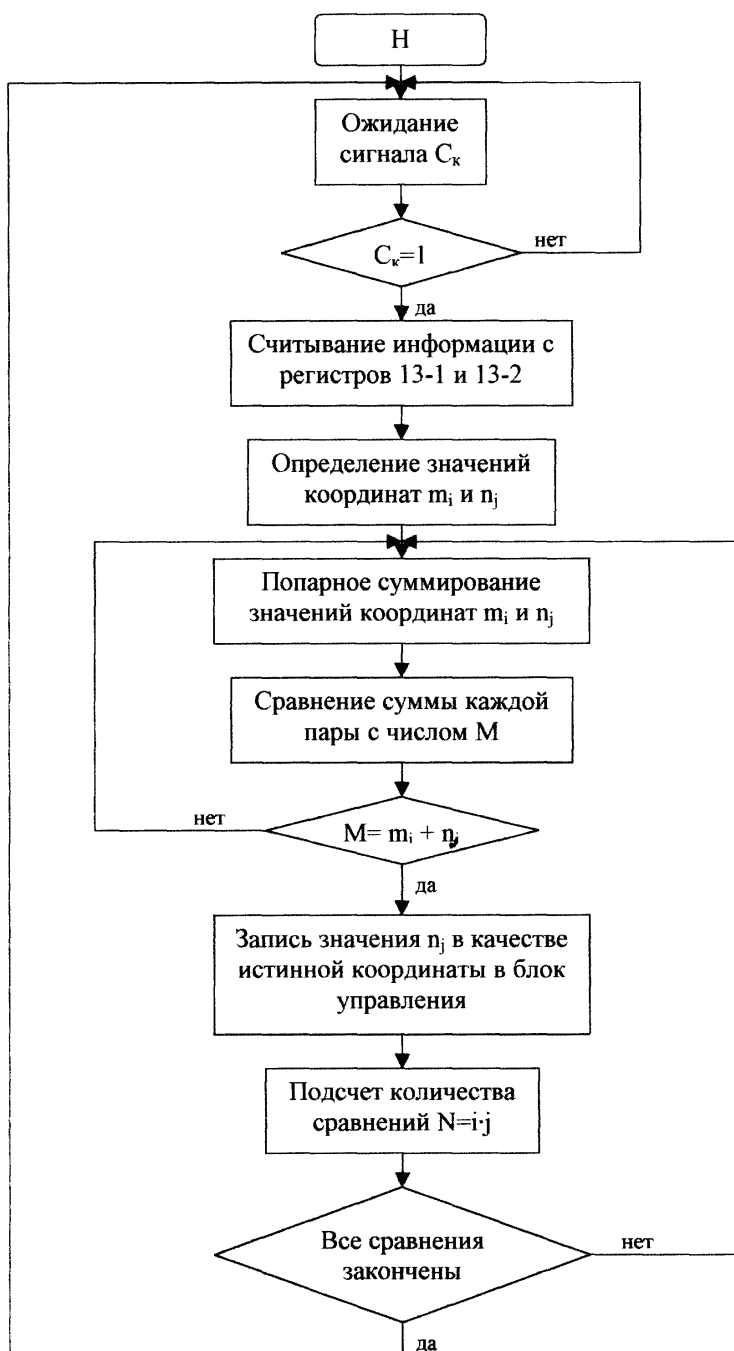 Н
Ожидание
сигнала Cк
Cк=1
нет
да
Считывание информации с
регистров 13-1 и 13-2
Определение значений
координат mi и nj
Попарное суммирование
значений координат mi и nj
Сравнение суммы каждой
пары с числом М
нет
М= mi + nj
да
Запись значения nj в качестве
истинной координаты в блок
управления
Подсчет количества
сравнений N=i·j
Все сравнения
закончены
нет
да